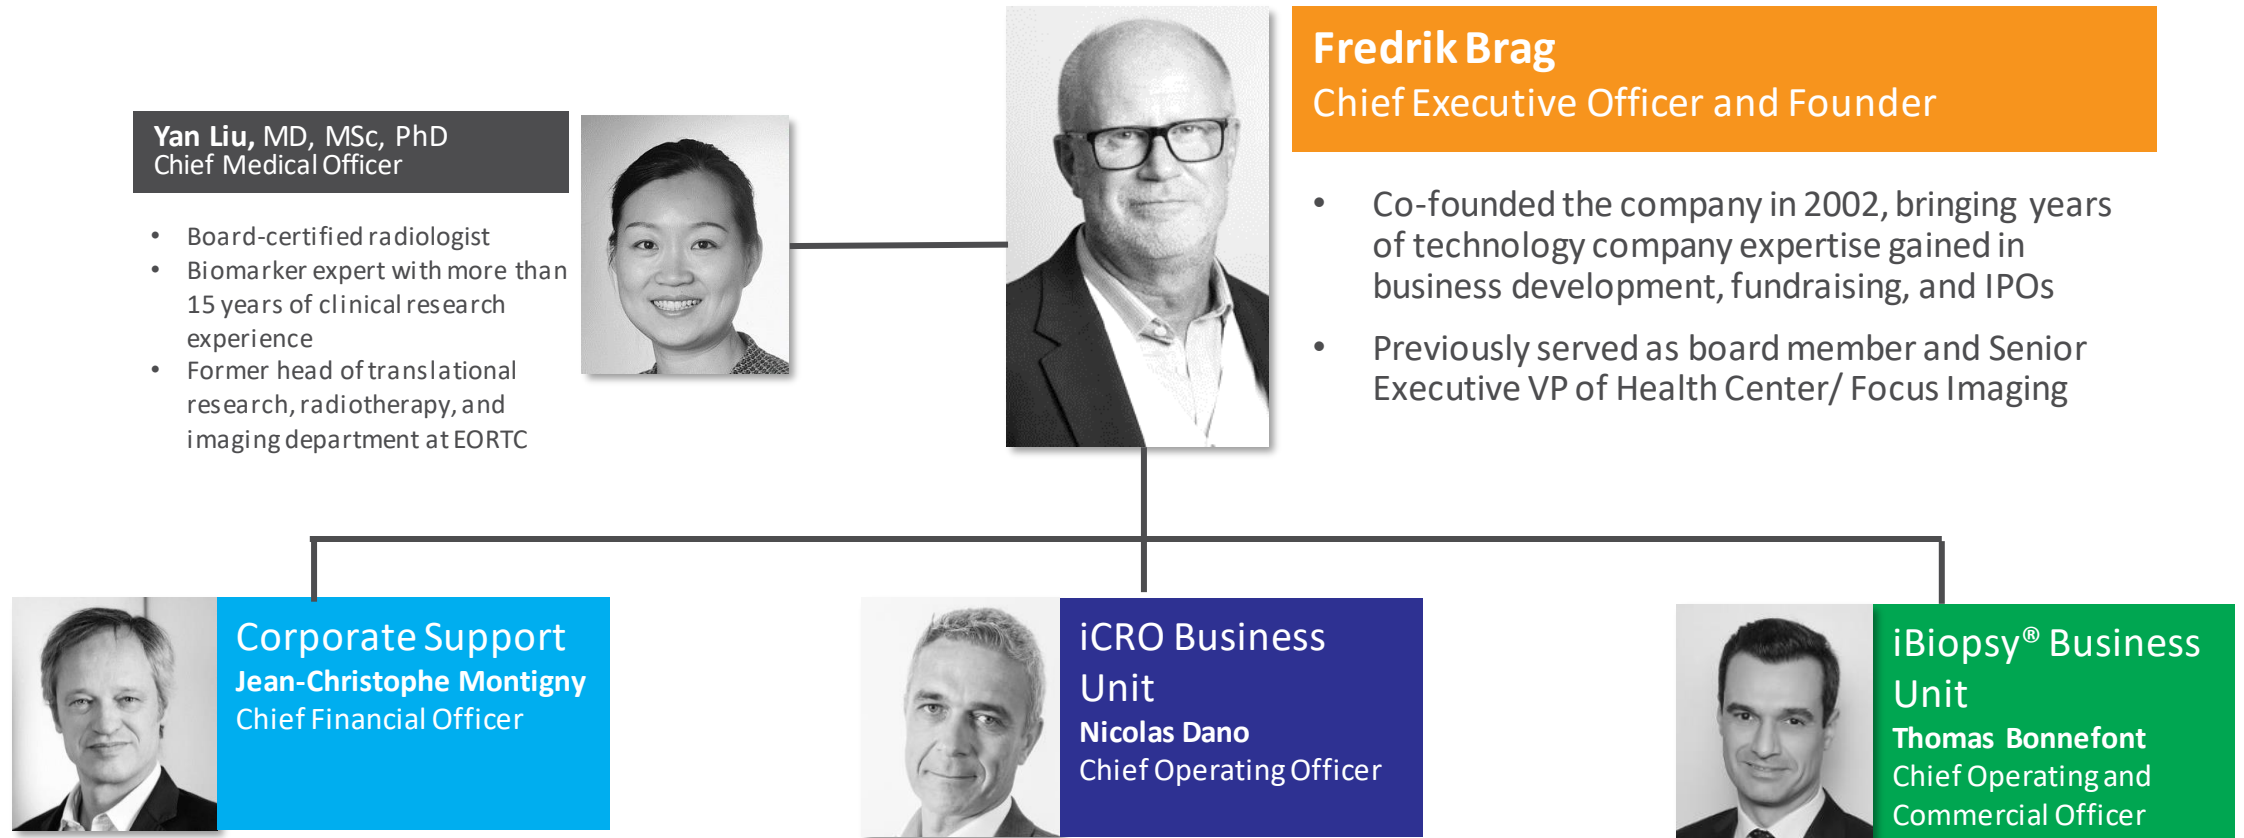 Fredrik Brag
Chief Executive Officer and Founder
Yan Liu, MD, MSc, PhD
Chief Medical Officer
• Board-certified radiologist
• Biomarker expert with more than
15 years of clinical research
experience
• Former head of translational
research, radiotherapy, and
imaging department at EORTC
• Co-founded the company in 2002, bringing years
of technology company expertise gained in
business development, fundraising, and IPOs
• Previously served as board member and Senior
Executive VP of Health Center/ Focus Imaging
Corporate Support
Jean-Christophe Montigny
Chief Financial Officer
iCRO Business
Unit
Nicolas Dano
Chief Operating Officer
iBiopsy® Business
Unit
Thomas Bonnefont
Chief Operating and
Commercial Officer